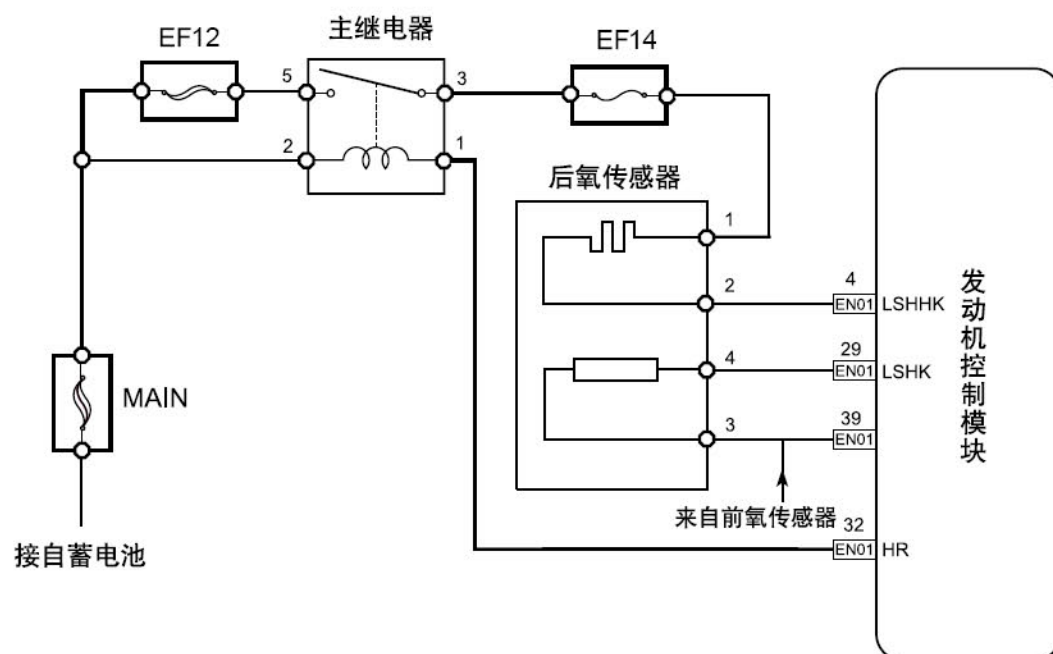 主继电器
EF12
EF14
5
3
2
1
后氧传感器
1
2
4
3
4
EN01 LSHHK
29
EN01 LSHK
39
EN01
32
EN01 HR
发动机控制模块
来自前氧传感器
MAIN
接自蓄电池